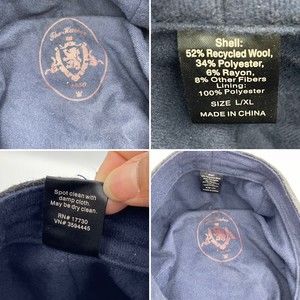 Shell:
52% Recycled Wool,
34% Polyester,
6% Rayon,
8% Other Fibers
Lining:
100% Polyester
SIZE L/XL
MADE IN CHINA
Spot clean with
damp cloth.
May be dry clean.
RN# 17730
VN# 3594445